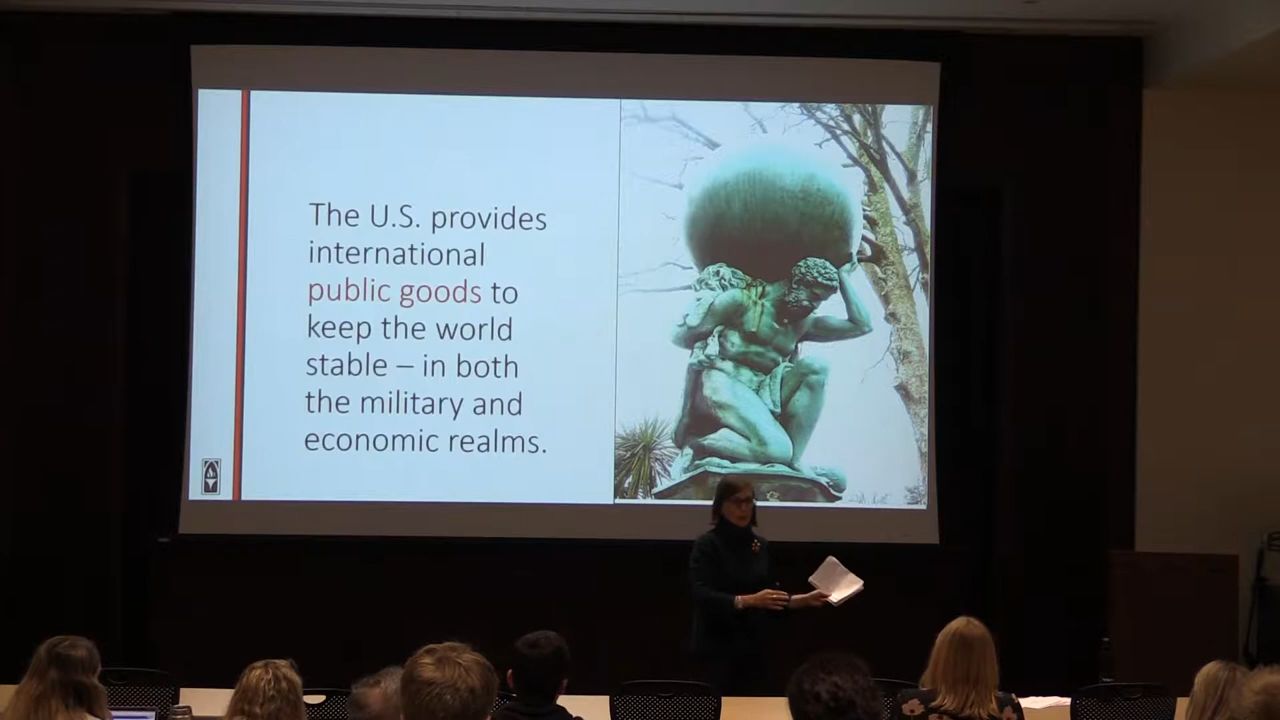 The U.S. provides
international
public goods to
keep the world
stable – in both
the military and
economic realms.